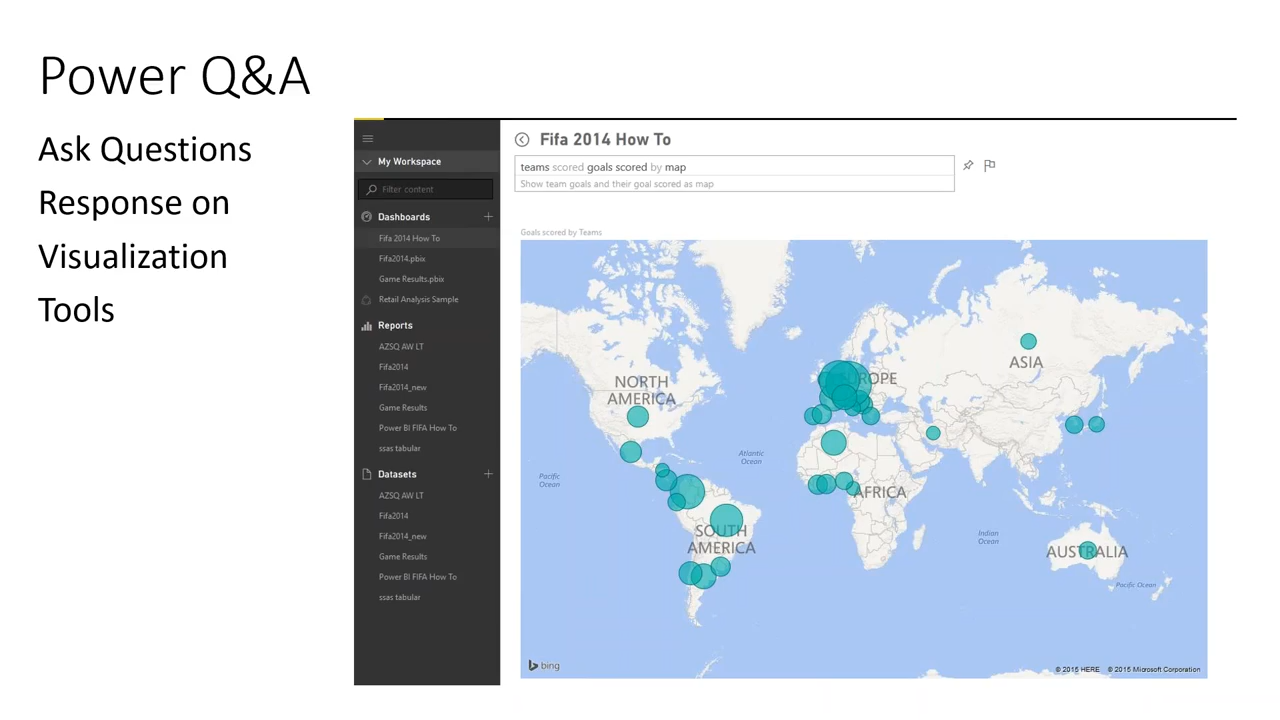 Power Q&A
Ask Questions
Response on
Visualization
Tools
My Workspace
Filter content
Dashboards
Fifa 2014 How To
Fifa2014.pbix
Game Results.pbix
Retail Analysis Sample
Reports
AZSQ AW LT
Fifa2014
Fifa2014_new
Game Results
Power BI FIFA How To
ssas tabular
Datasets
AZSQ AW LT
Fifa2014
Fifa2014_new
Game Results
Power BI FIFA How To
ssas tabular
Fifa 2014 How To
teams scored goals scored by map
Show team goals and their goal scored as map
Goals scored by Teams
NORTH
AMERICA
EUROPE
ASIA
Atlantic
Ocean
Pacific
Ocean
AFRICA
SOUTH
AMERICA
Indian
Ocean
AUSTRALIA
Pacific Ocean
bing
© 2015 HERE © 2015 Microsoft Corporation